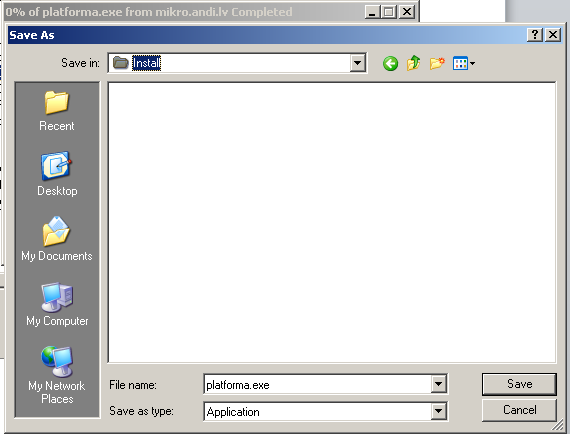 0% of platforma.exe from mikro.andi.lv Completed
Save As
Save in:
Install
Recent
Desktop
My Documents
My Computer
My Network
Places
File name:
platforma.exe
Save
Save as type:
Application
Cancel